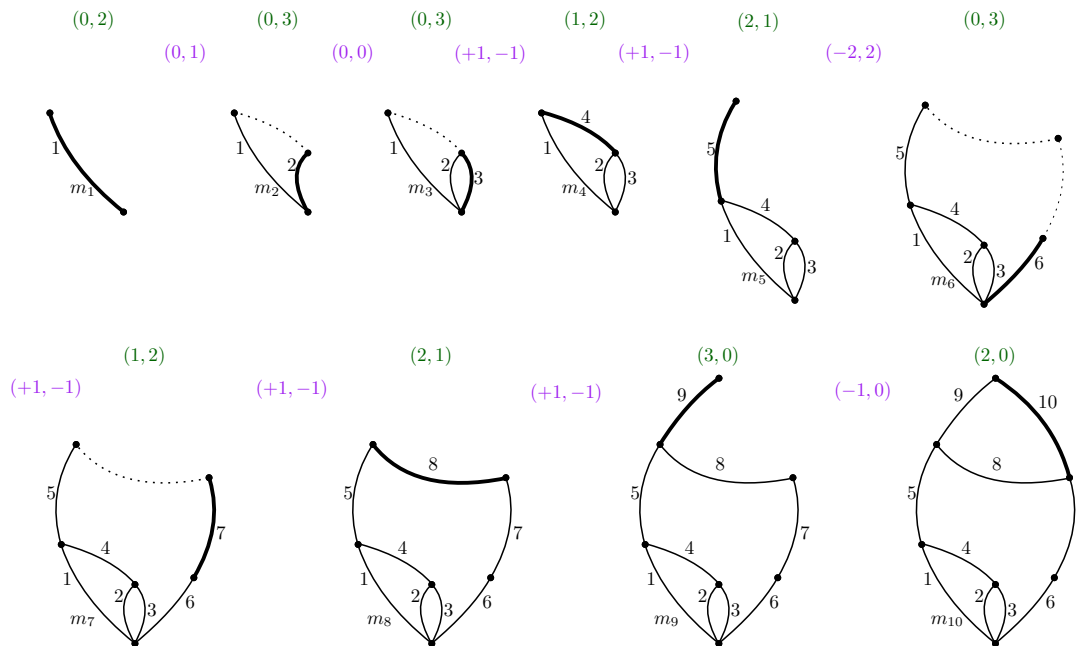 (0, 2) (0, 3) (0, 3) (1, 2) (2, 1) (0, 3)
(0, 1) (0, 0) (+1, −1) (+1, −1) (−2, 2)
1 m₁
1 2 m₂
1 2 3 m₃
4 1 2 3 m₄
5 4 1 2 3 m₅
5 4 1 2 3 6 m₆
(1, 2) (2, 1) (3, 0) (2, 0)
(+1, −1) (+1, −1) (+1, −1) (−1, 0)
5 7 4 1 2 3 6 m₇
8 5 7 4 1 2 3 6 m₈
9 8 5 7 4 1 2 3 6 m₉
9 10 8 5 7 4 1 2 3 6 m₁₀